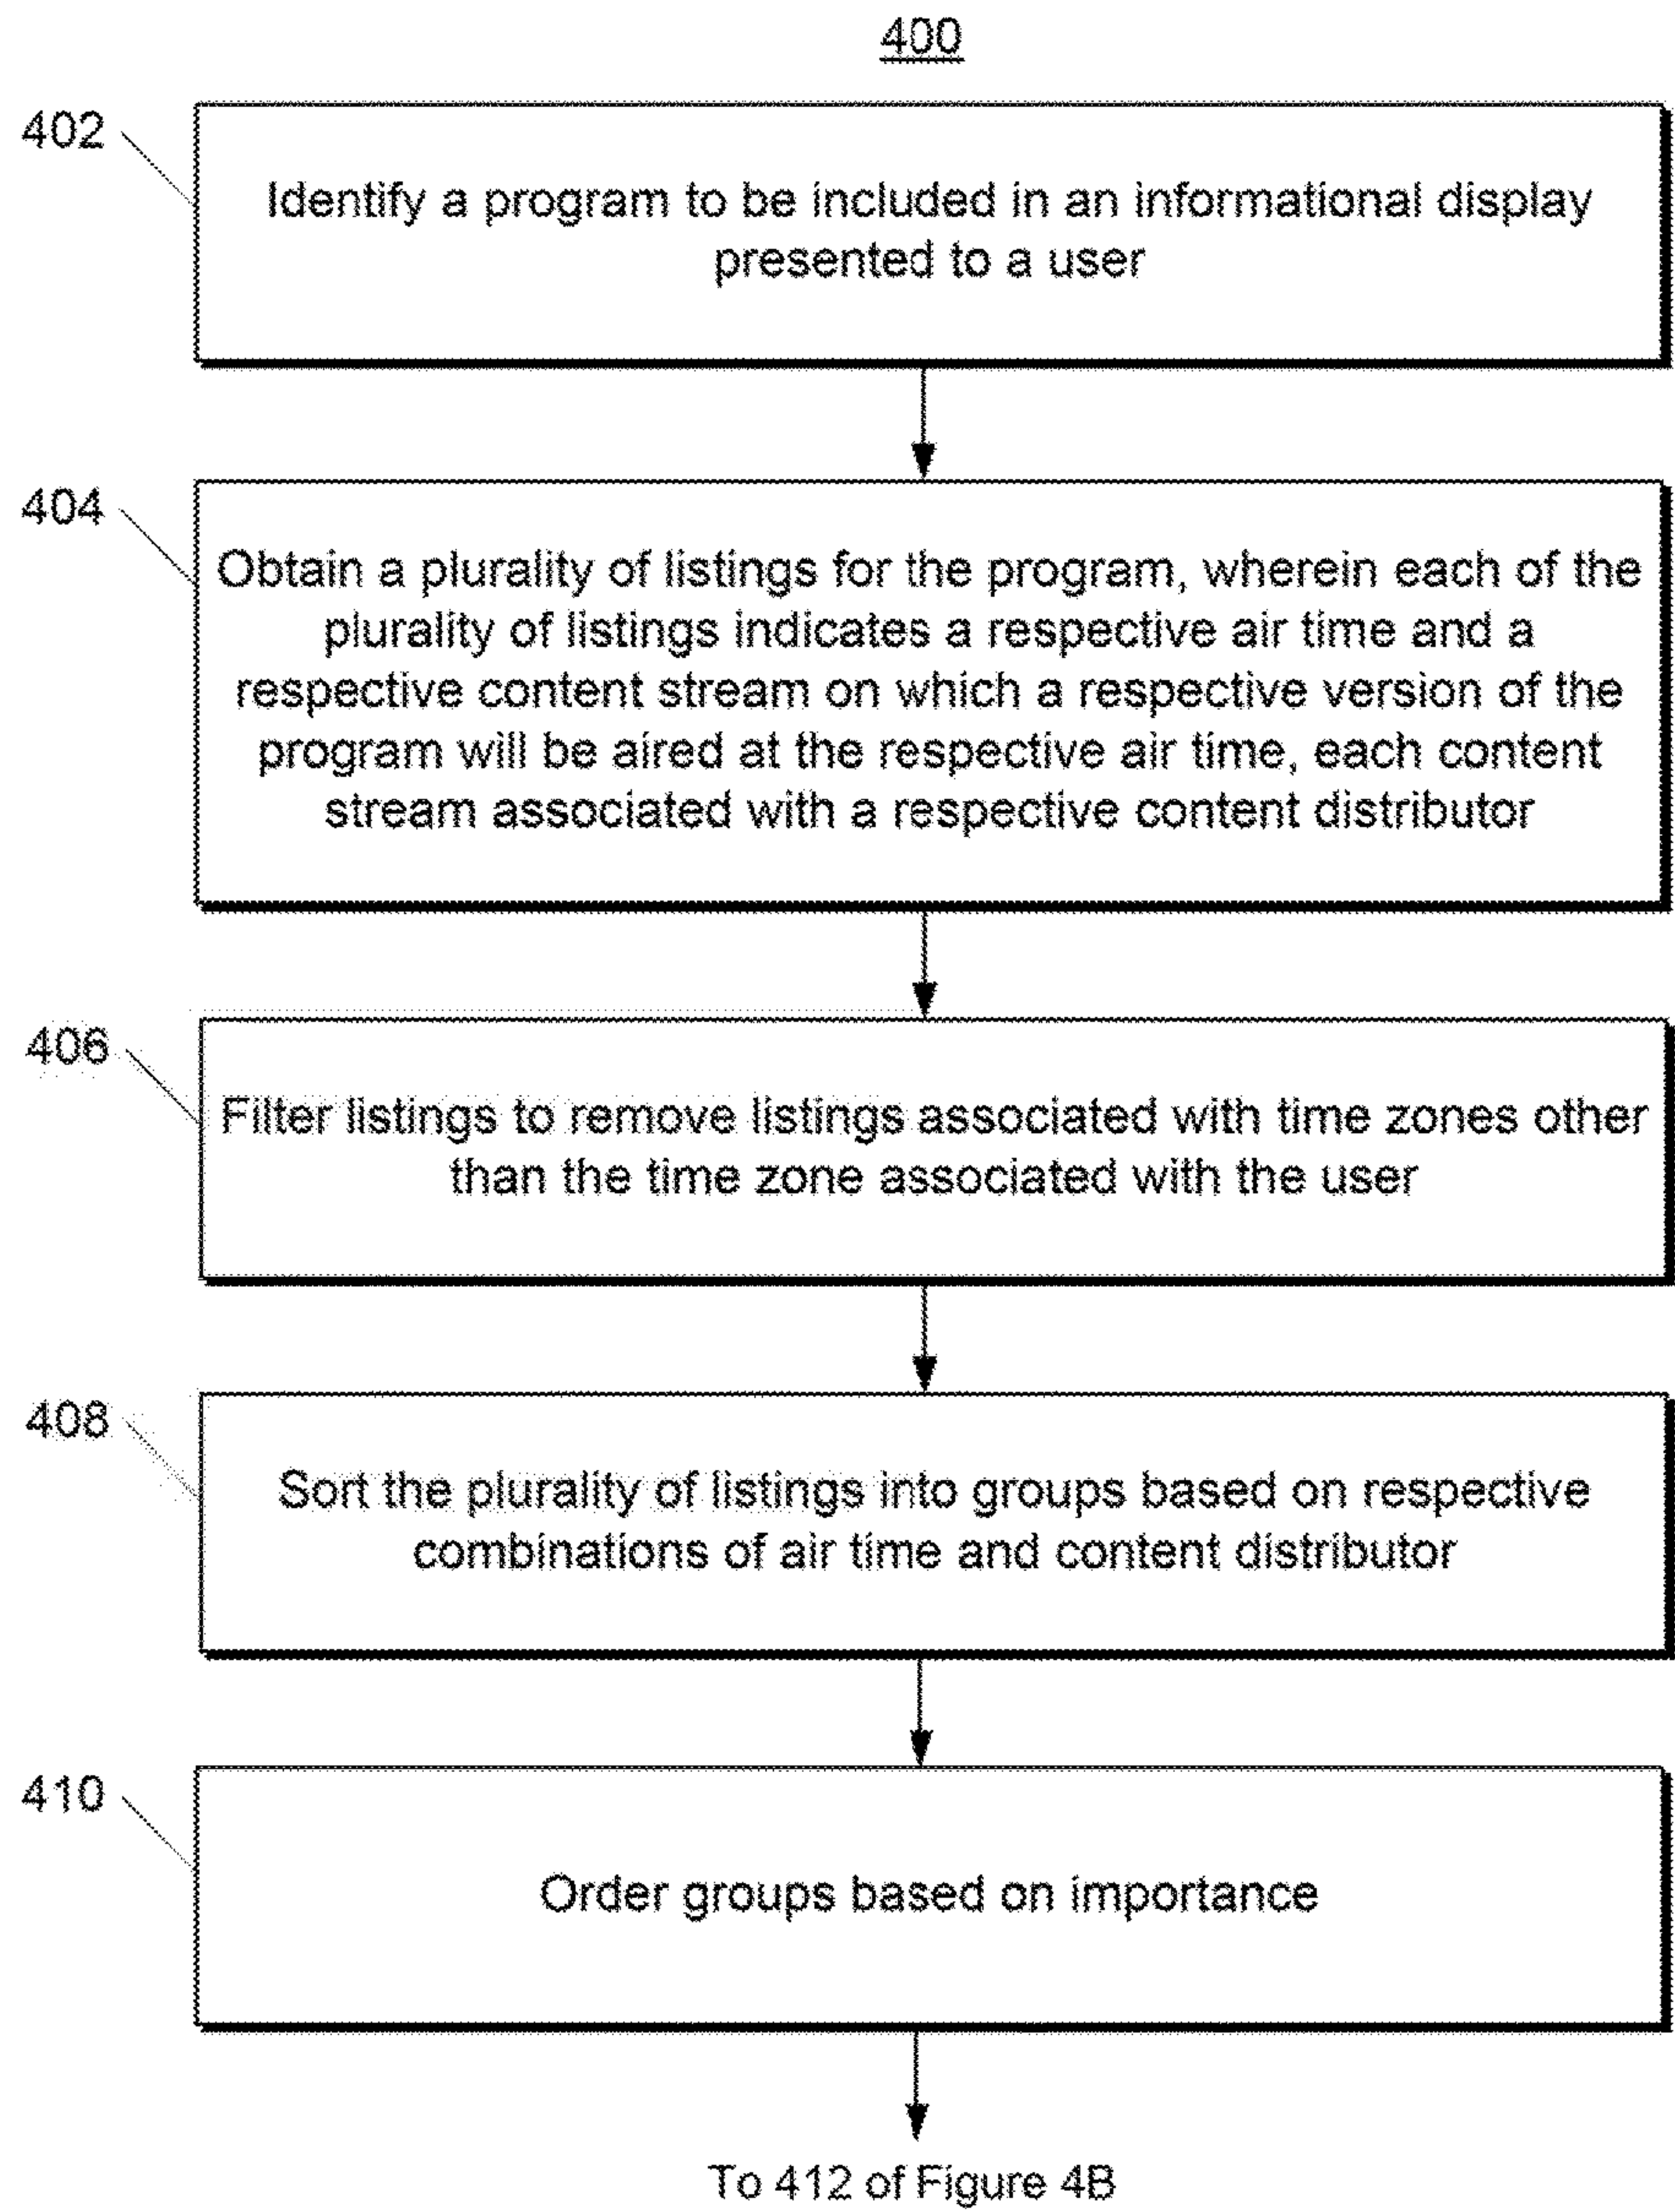 400
402
Identify a program to be included in an informational display
presented to a user
404
Obtain a plurality of listings for the program, wherein each of the
plurality of listings indicates a respective air time and a
respective content stream on which a respective version of the
program will be aired at the respective air time, each content
stream associated with a respective content distributor
406
Filter listings to remove listings associated with time zones other
than the time zone associated with the user
408
Sort the plurality of listings into groups based on respective
combinations of air time and content distributor
410
Order groups based on importance
To 412 of Figure 4B